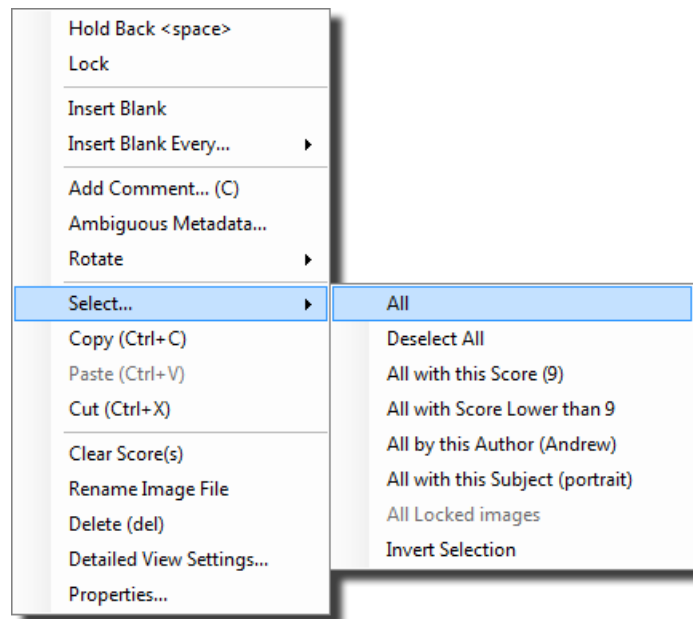 Hold Back <space>
Lock
Insert Blank
Insert Blank Every...
Add Comment... (C)
Ambiguous Metadata...
Rotate
Select...
Copy (Ctrl+C)
Paste (Ctrl+V)
Cut (Ctrl+X)
Clear Score(s)
Rename Image File
Delete (del)
Detailed View Settings...
Properties...
All
Deselect All
All with this Score (9)
All with Score Lower than 9
All by this Author (Andrew)
All with this Subject (portrait)
All Locked images
Invert Selection